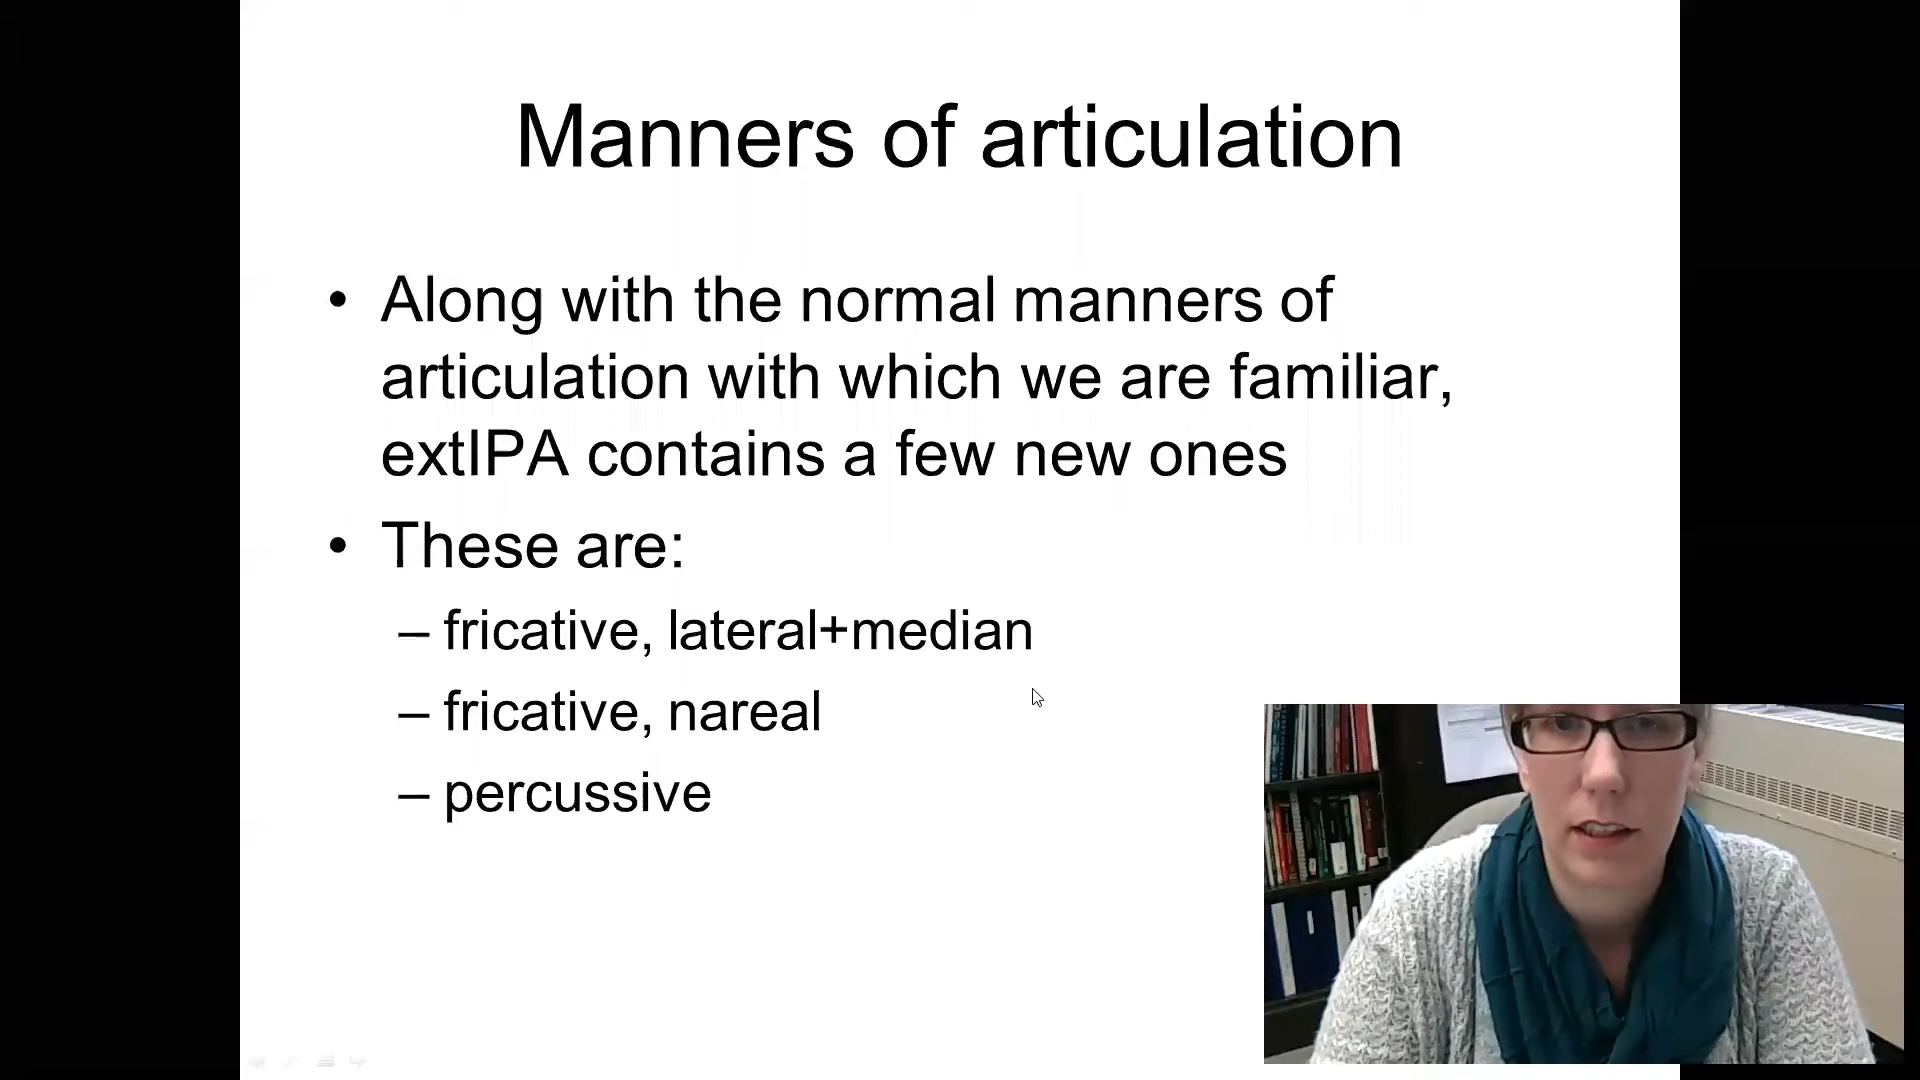 Manners of articulation
• Along with the normal manners of
articulation with which we are familiar,
extIPA contains a few new ones
• These are:
– fricative, lateral+median
– fricative, nareal
– percussive